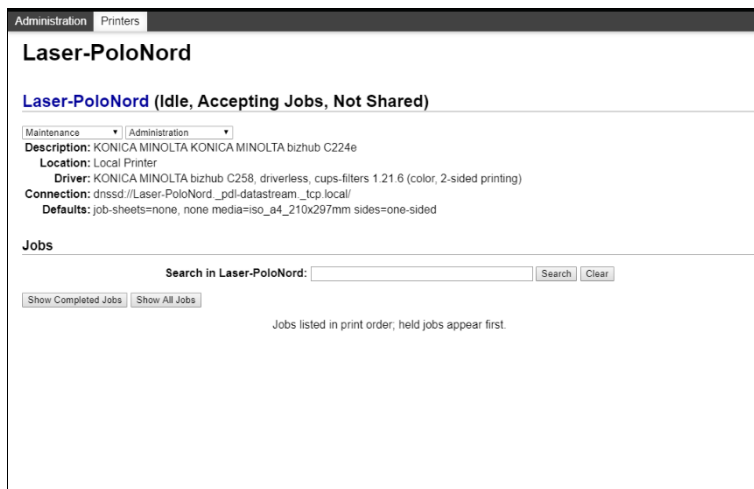 Administration Printers
Laser-PoloNord
Laser-PoloNord (Idle, Accepting Jobs, Not Shared)
Maintenance Administration
Description: KONICA MINOLTA KONICA MINOLTA bizhub C224e
Location: Local Printer
Driver: KONICA MINOLTA bizhub C258, driverless, cups-filters 1.21.6 (color, 2-sided printing)
Connection: dnssd://Laser-PoloNord._pdl-datastream._tcp.local/
Defaults: job-sheets=none, none media=iso_a4_210x297mm sides=one-sided
Jobs
Search in Laser-PoloNord: Search Clear
Show Completed Jobs Show All Jobs
Jobs listed in print order; held jobs appear first.